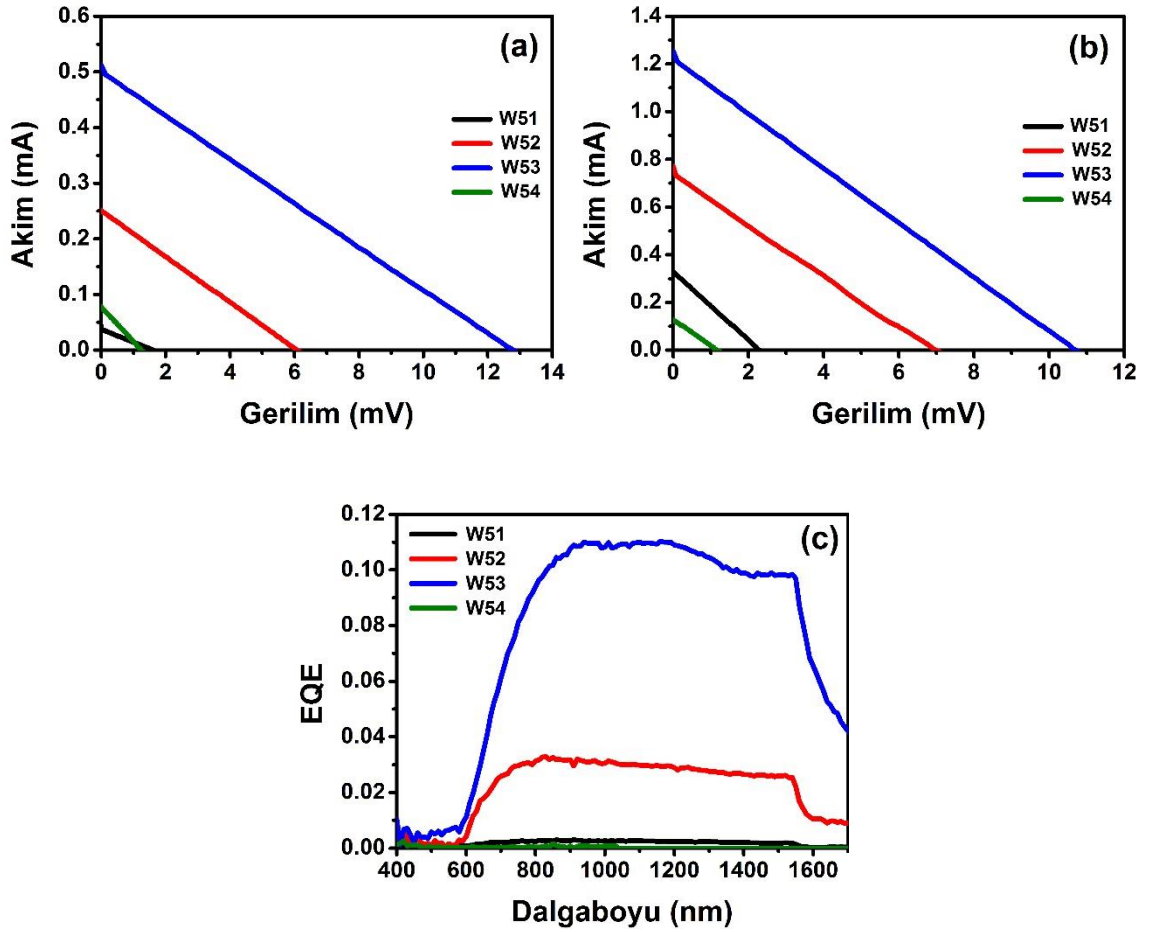 (a)
Akim (mA)
0.6
0.5
0.4
0.3
0.2
0.1
0.0
W51
W52
W53
W54
0 2 4 6 8 10 12 14
Gerilim (mV)
(b)
Akim (mA)
1.4
1.2
1.0
0.8
0.6
0.4
0.2
0.0
W51
W52
W53
W54
0 2 4 6 8 10 12
Gerilim (mV)
(c)
EQE
0.12
0.10
0.08
0.06
0.04
0.02
0.00
W51
W52
W53
W54
400 600 800 1000 1200 1400 1600
Dalgaboyu (nm)